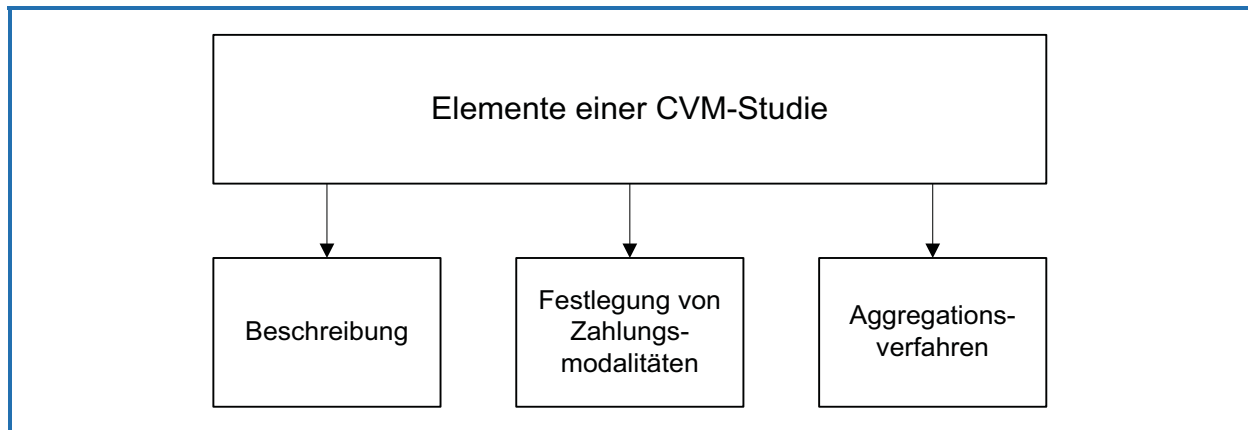 Elemente einer CVM-Studie
Beschreibung
Festlegung von
Zahlungs-
modalitäten
Aggregations-
verfahren